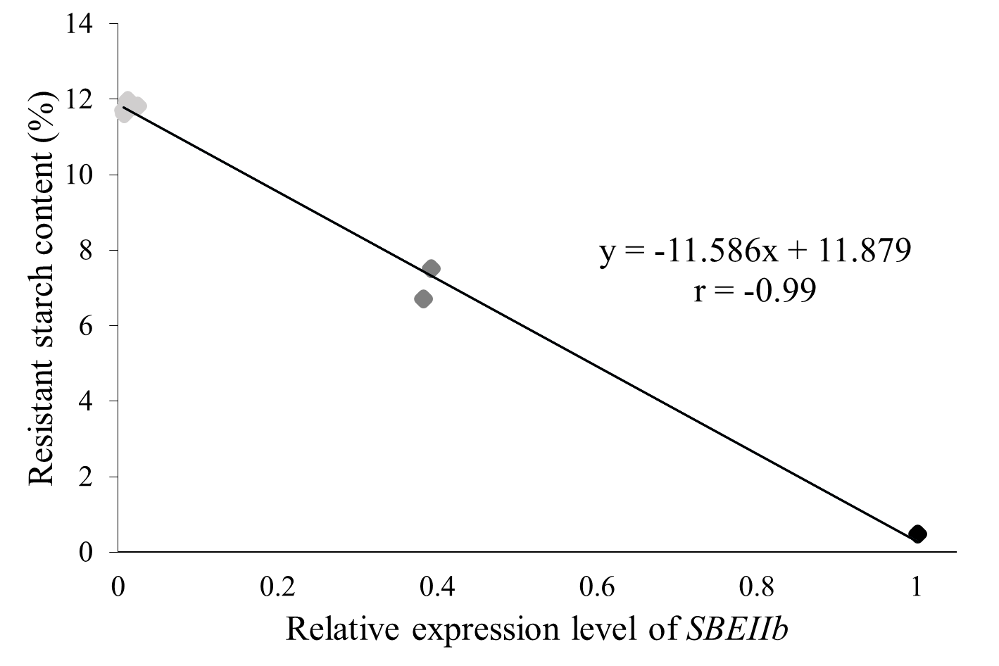 14
12
10
8
6
4
2
0
Resistant starch content (%)
y = -11.586x + 11.879
r = -0.99
0 0.2 0.4 0.6 0.8 1
Relative expression level of SBEIIb